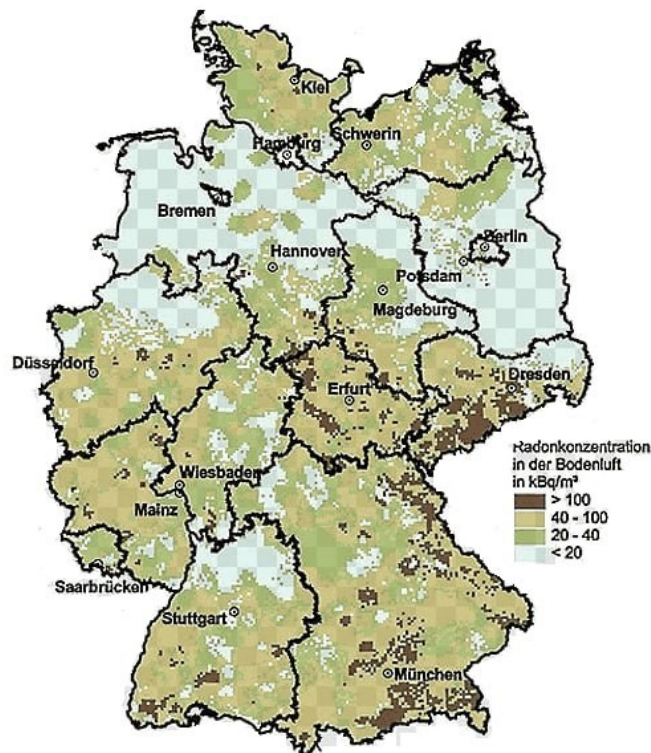 Kiel
Schwerin
Hamburg
Bremen
Berlin
Hannover
Potsdam
Magdeburg
Düsseldorf
Erfurt
Dresden
Radonkonzentration
in der Bodenluft
in kBq/m³
> 100
40 - 100
20 - 40
< 20
Wiesbaden
Mainz
Saarbrücken
Stuttgart
München